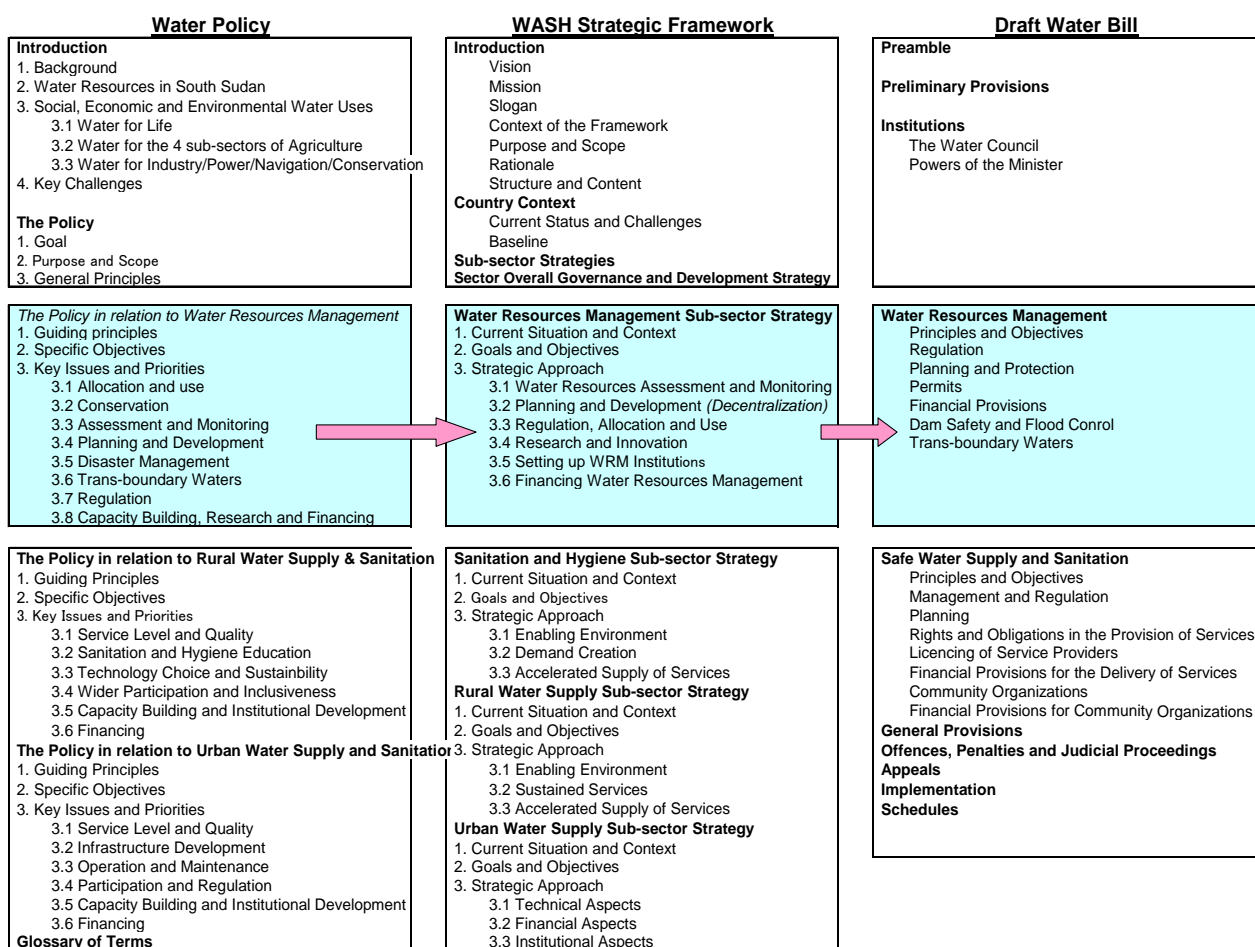 Water Policy
Introduction
1. Background
2. Water Resources in South Sudan
3. Social, Economic and Environmental Water Uses
3.1 Water for Life
3.2 Water for the 4 sub-sectors of Agriculture
3.3 Water for Industry/Power/Navigation/Conservation
4. Key Challenges
The Policy
1. Goal
2. Purpose and Scope
3. General Principles
The Policy in relation to Water Resources Management
1. Guiding principles
2. Specific Objectives
3. Key Issues and Priorities
3.1 Allocation and use
3.2 Conservation
3.3 Assessment and Monitoring
3.4 Planning and Development
3.5 Disaster Management
3.6 Trans-boundary Waters
3.7 Regulation
3.8 Capacity Building, Research and Financing
The Policy in relation to Rural Water Supply & Sanitation
1. Guiding Principles
2. Specific Objectives
3. Key Issues and Priorities
3.1 Service Level and Quality
3.2 Sanitation and Hygiene Education
3.3 Technology Choice and Sustainbility
3.4 Wider Participation and Inclusiveness
3.5 Capacity Building and Institutional Development
3.6 Financing
The Policy in relation to Urban Water Supply and Sanitation
1. Guiding Principles
2. Specific Objectives
3. Key Issues and Priorities
3.1 Service Level and Quality
3.2 Infrastructure Development
3.3 Operation and Maintenance
3.4 Participation and Regulation
3.5 Capacity Building and Institutional Development
3.6 Financing
Glossary of Terms
WASH Strategic Framework
Introduction
Vision
Mission
Slogan
Context of the Framework
Purpose and Scope
Rationale
Structure and Content
Country Context
Current Status and Challenges
Baseline
Sub-sector Strategies
Sector Overall Governance and Development Strategy
Water Resources Management Sub-sector Strategy
1. Current Situation and Context
2. Goals and Objectives
3. Strategic Approach
3.1 Water Resources Assessment and Monitoring
3.2 Planning and Development (Decentralization)
3.3 Regulation, Allocation and Use
3.4 Research and Innovation
3.5 Setting up WRM Institutions
3.6 Financing Water Resources Management
Sanitation and Hygiene Sub-sector Strategy
1. Current Situation and Context
2. Goals and Objectives
3. Strategic Approach
3.1 Enabling Environment
3.2 Demand Creation
3.3 Accelerated Supply of Services
Rural Water Supply Sub-sector Strategy
1. Current Situation and Context
2. Goals and Objectives
3. Strategic Approach
3.1 Enabling Environment
3.2 Sustained Services
3.3 Accelerated Supply of Services
Urban Water Supply Sub-sector Strategy
1. Current Situation and Context
2. Goals and Objectives
3. Strategic Approach
3.1 Technical Aspects
3.2 Financial Aspects
3.3 Institutional Aspects
Draft Water Bill
Preamble
Preliminary Provisions
Institutions
The Water Council
Powers of the Minister
Water Resources Management
Principles and Objectives
Regulation
Planning and Protection
Permits
Financial Provisions
Dam Safety and Flood Conrol
Trans-boundary Waters
Safe Water Supply and Sanitation
Principles and Objectives
Management and Regulation
Planning
Rights and Obligations in the Provision of Services
Licencing of Service Providers
Financial Provisions for the Delivery of Services
Community Organizations
Financial Provisions for Community Organizations
General Provisions
Offences, Penalties and Judicial Proceedings
Appeals
Implementation
Schedules